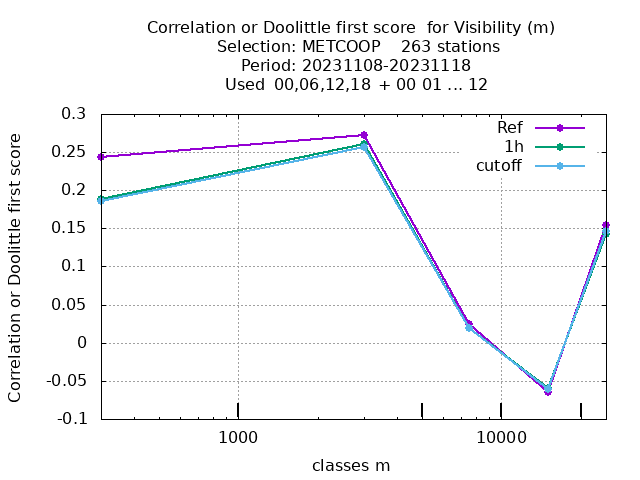 Correlation or Doolittle first score  for Visibility (m)
Selection: METCOOP    263 stations
Period: 20231108-20231118
Used  00,06,12,18  + 00 01 ... 12
Correlation or Doolittle first score
0.3
0.25
0.2
0.15
0.1
0.05
0
-0.05
-0.1
Ref
1h
cutoff
1000
10000
classes m